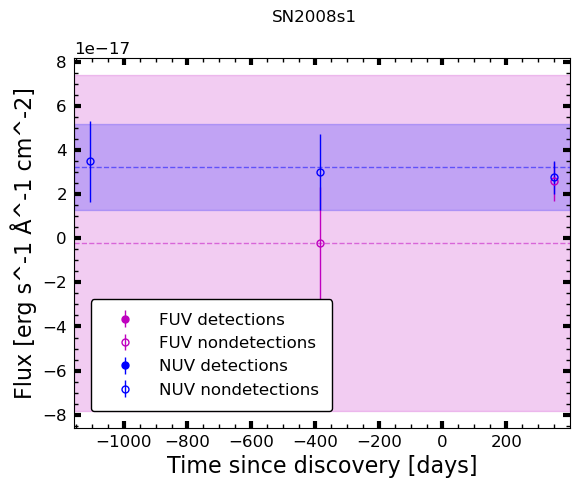 SN2008s1
1e−17
8
6
4
2
0
−2
−4
−6
−8
Flux [erg s^-1 Å^-1 cm^-2]
FUV detections
FUV nondetections
NUV detections
NUV nondetections
−1000 −800 −600 −400 −200 0 200
Time since discovery [days]